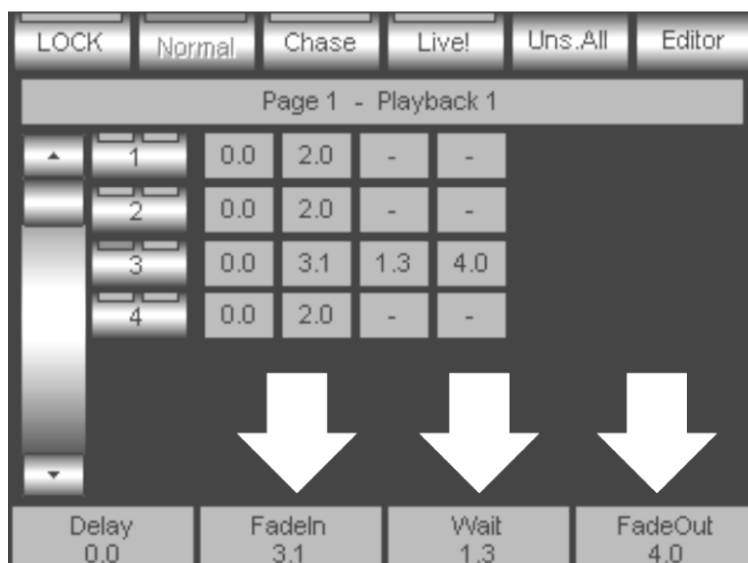 LOCK Normal Chase Live! Uns.All Editor
Page 1 - Playback 1
1 0.0 2.0 - -
2 0.0 2.0 - -
3 0.0 3.1 1.3 4.0
4 0.0 2.0 - -
Delay FadeIn Wait FadeOut
0.0 3.1 1.3 4.0